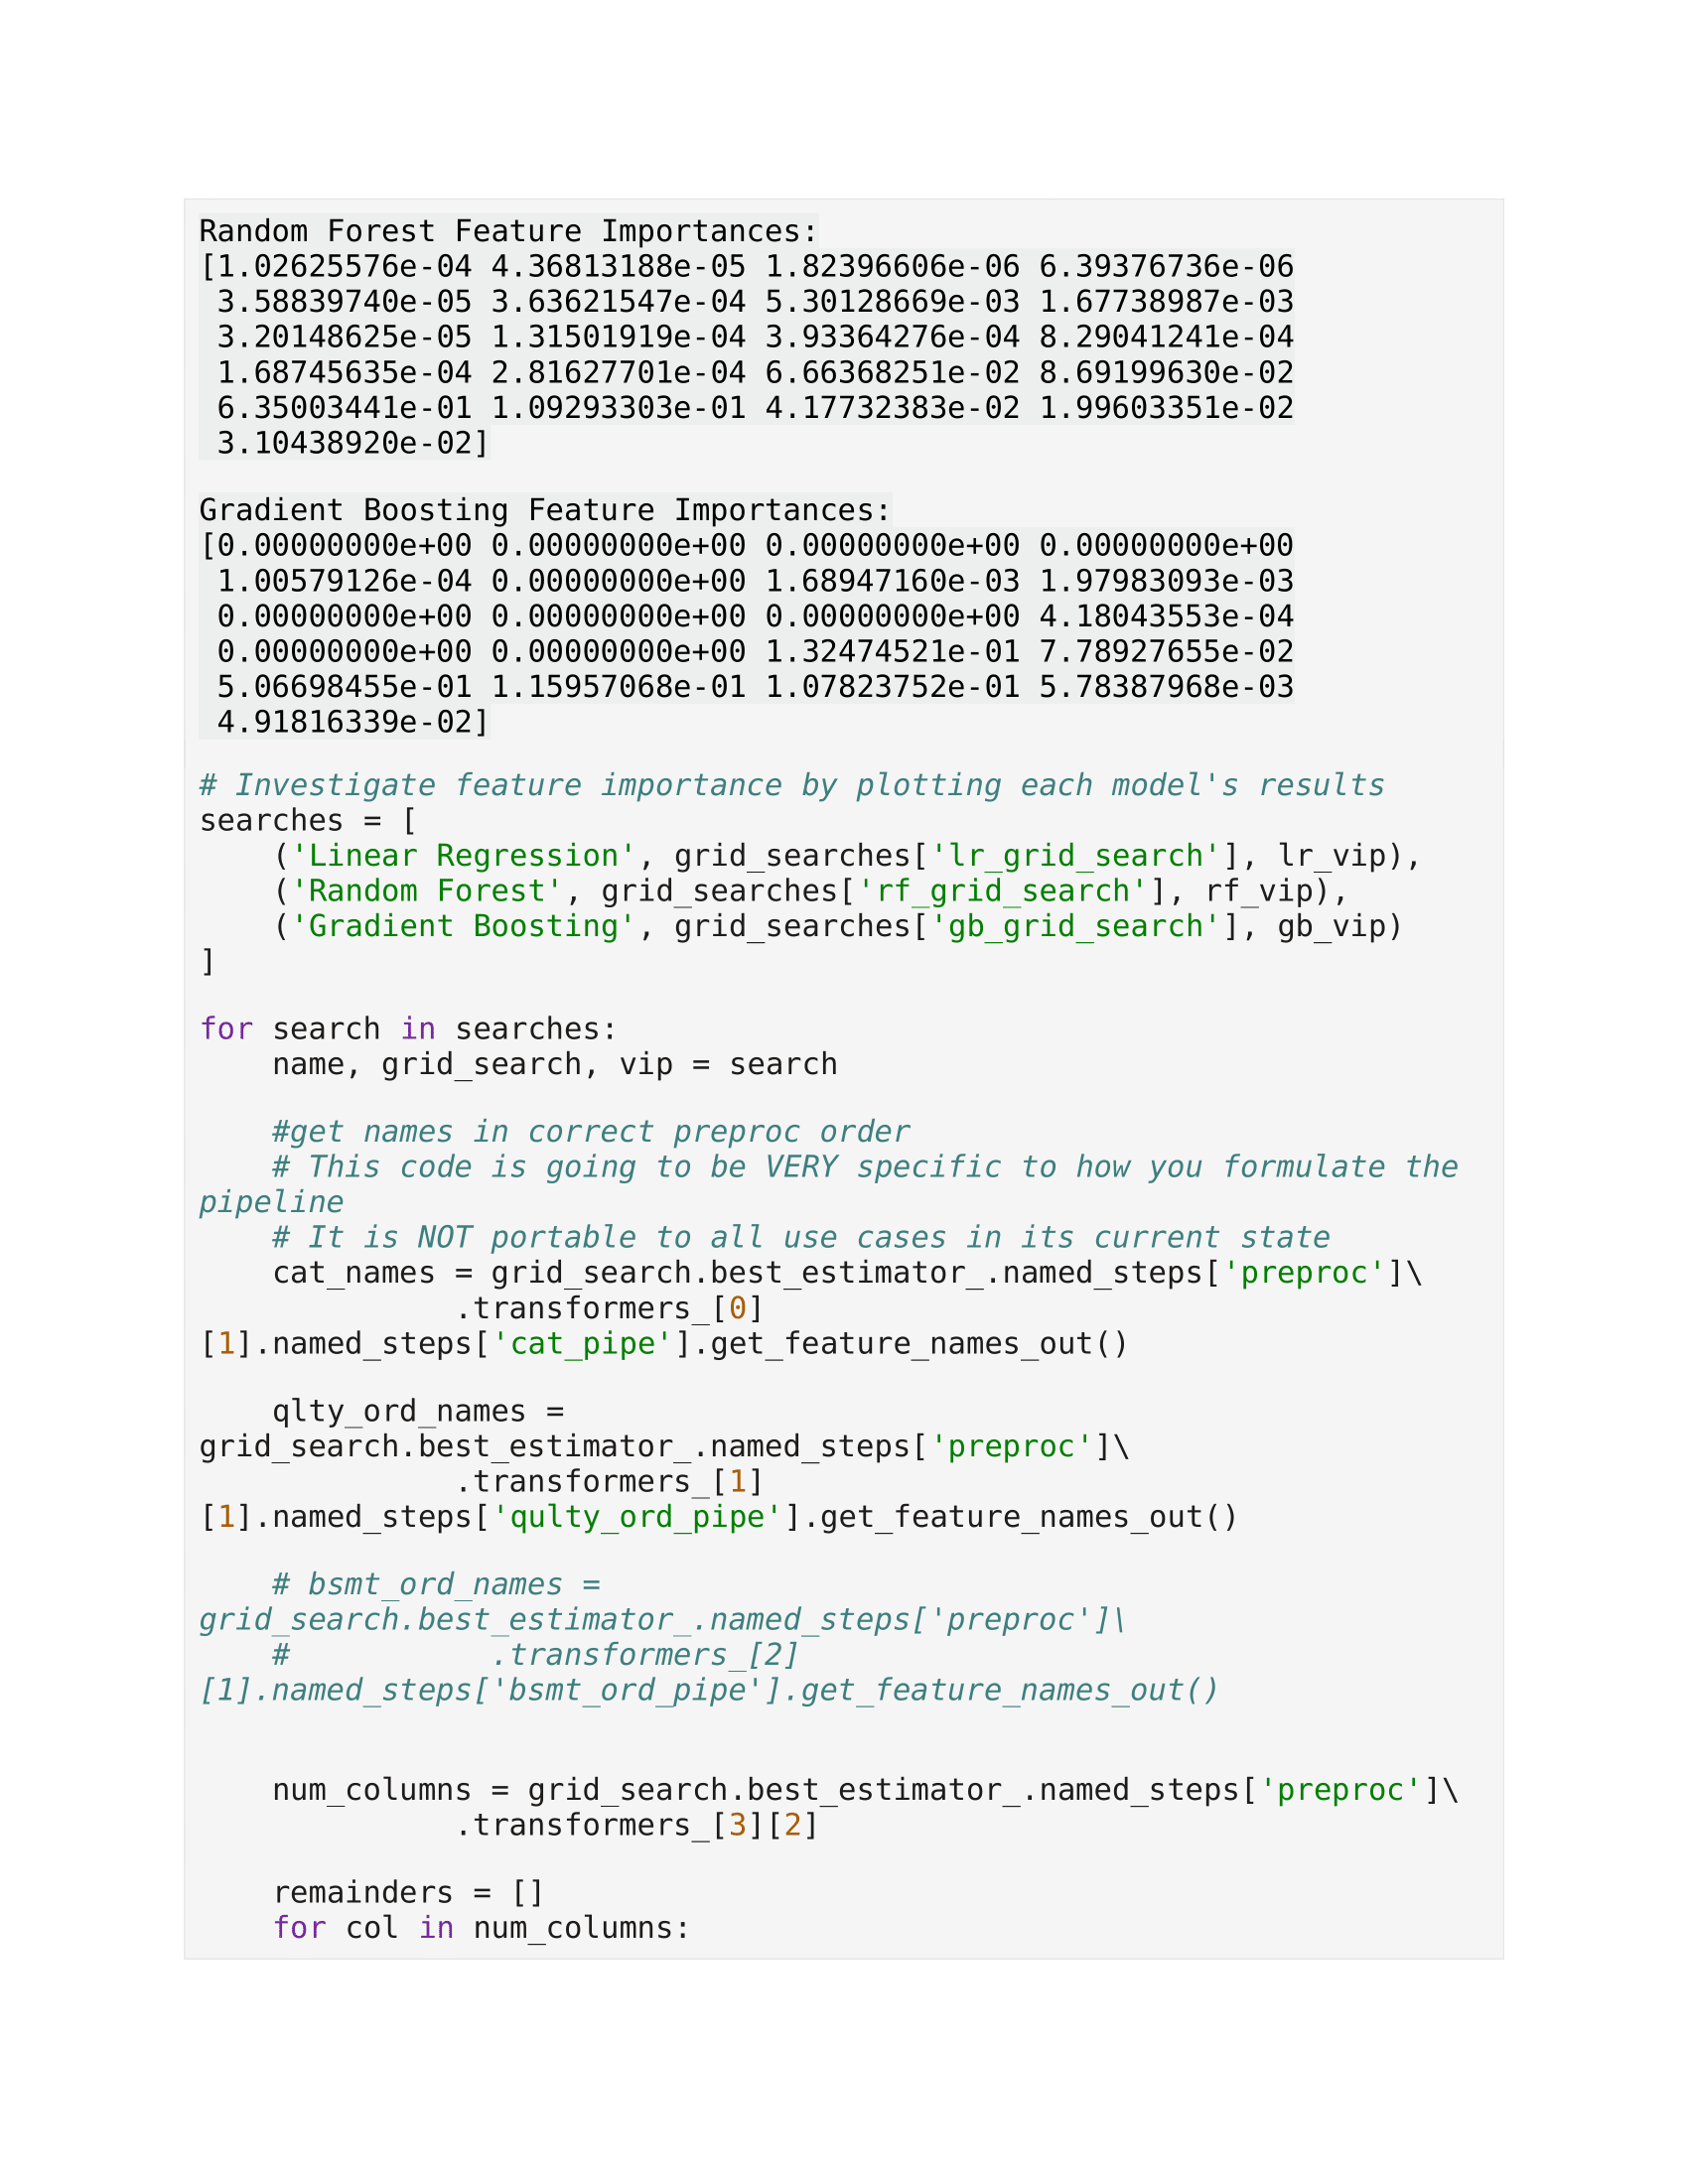 Random Forest Feature Importances:
[1.02625576e-04 4.36813188e-05 1.82396606e-06 6.39376736e-06
 3.58839740e-05 3.63621547e-04 5.30128669e-03 1.67738987e-03
 3.20148625e-05 1.31501919e-04 3.93364276e-04 8.29041241e-04
 1.68745635e-04 2.81627701e-04 6.66368251e-02 8.69199630e-02
 6.35003441e-01 1.09293303e-01 4.17732383e-02 1.99603351e-02
 3.10438920e-02]

Gradient Boosting Feature Importances:
[0.00000000e+00 0.00000000e+00 0.00000000e+00 0.00000000e+00
 1.00579126e-04 0.00000000e+00 1.68947160e-03 1.97983093e-03
 0.00000000e+00 0.00000000e+00 0.00000000e+00 4.18043553e-04
 0.00000000e+00 0.00000000e+00 1.32474521e-01 7.78927655e-02
 5.06698455e-01 1.15957068e-01 1.07823752e-01 5.78387968e-03
 4.91816339e-02]

# Investigate feature importance by plotting each model's results
searches = [
    ('Linear Regression', grid_searches['lr_grid_search'], lr_vip),
    ('Random Forest', grid_searches['rf_grid_search'], rf_vip),
    ('Gradient Boosting', grid_searches['gb_grid_search'], gb_vip)
]

for search in searches:
    name, grid_search, vip = search

    #get names in correct preproc order
    # This code is going to be VERY specific to how you formulate the
pipeline
    # It is NOT portable to all use cases in its current state
    cat_names = grid_search.best_estimator_.named_steps['preproc']\
              .transformers_[0]
[1].named_steps['cat_pipe'].get_feature_names_out()

    qlty_ord_names =
grid_search.best_estimator_.named_steps['preproc']\
              .transformers_[1]
[1].named_steps['qulty_ord_pipe'].get_feature_names_out()

    # bsmt_ord_names =
grid_search.best_estimator_.named_steps['preproc']\
    #           .transformers_[2]
[1].named_steps['bsmt_ord_pipe'].get_feature_names_out()


    num_columns = grid_search.best_estimator_.named_steps['preproc']\
              .transformers_[3][2]

    remainders = []
    for col in num_columns: